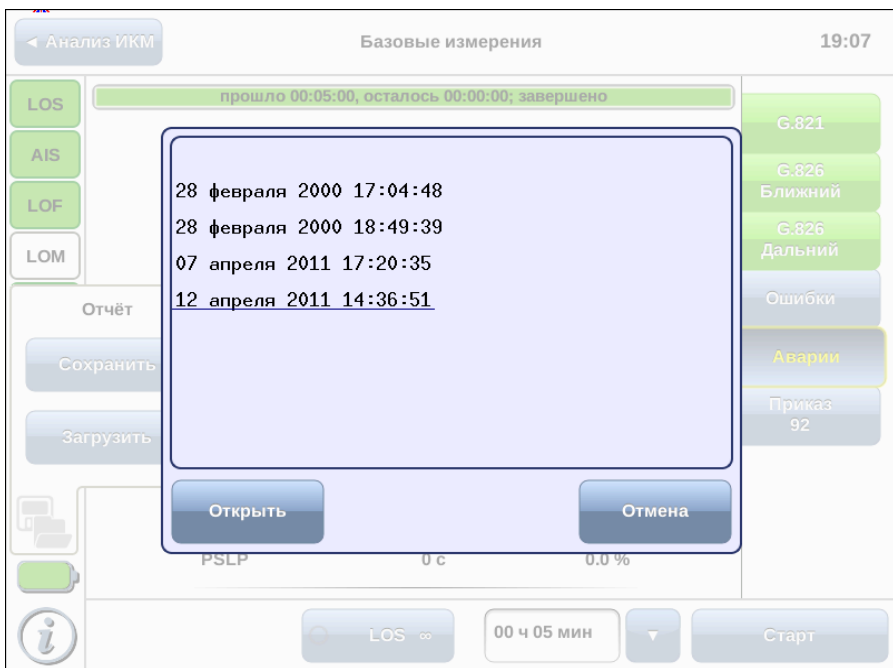 ◄ Анализ ИКМ
Базовые измерения
19:07
прошло 00:05:00, осталось 00:00:00; завершено
LOS
AIS
LOF
LOM
G.821
G.826
Ближний
G.826
Дальний
Ошибки
Аварии
Приказ
92
28 февраля 2000 17:04:48
28 февраля 2000 18:49:39
07 апреля 2011 17:20:35
12 апреля 2011 14:36:51
Открыть
Отмена
Отчёт
Сохранить
Загрузить
PSLP 0 с 0.0 %
i
LOS ∞
00 ч 05 мин
▼
Старт